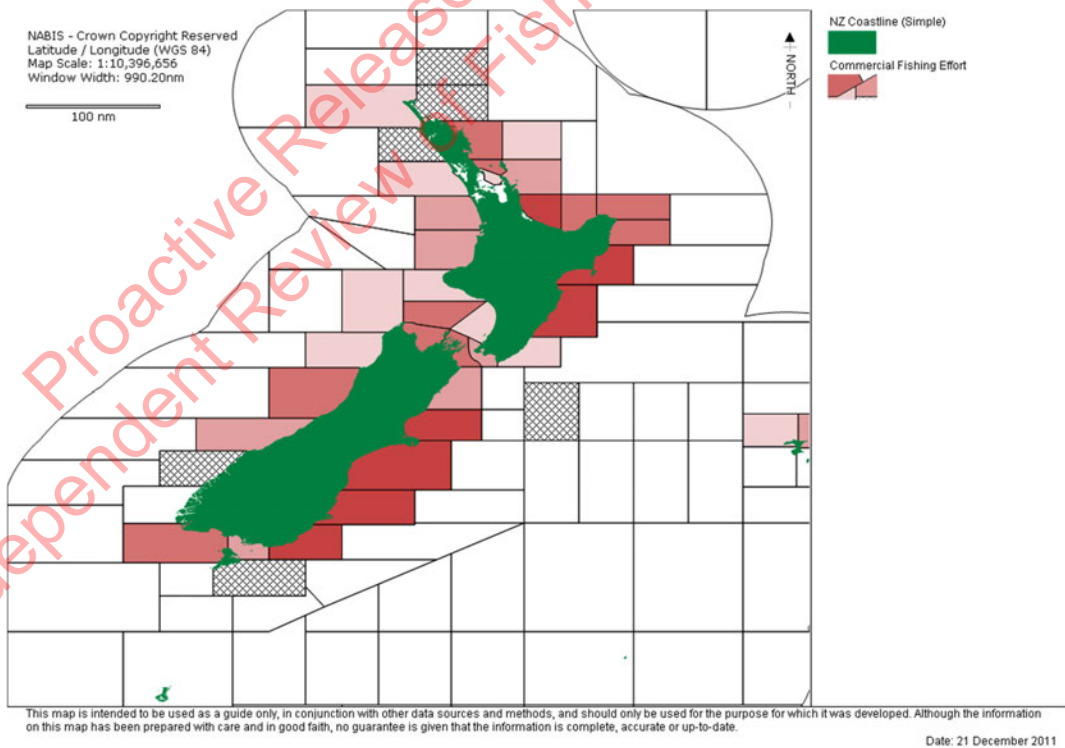 NABIS - Crown Copyright Reserved
Latitude / Longitude (WGS 84)
Map Scale: 1:10,396,656
Window Width: 990.20nm
100 nm
NORTH
NZ Coastline (Simple)
Commercial Fishing Effort
Proactive Release
Independent Review of Fish
This map is intended to be used as a guide only, in conjunction with other data sources and methods, and should only be used for the purpose for which it was developed. Although the information
on this map has been prepared with care and in good faith, no guarantee is given that the information is complete, accurate or up-to-date.
Date: 21 December 2011